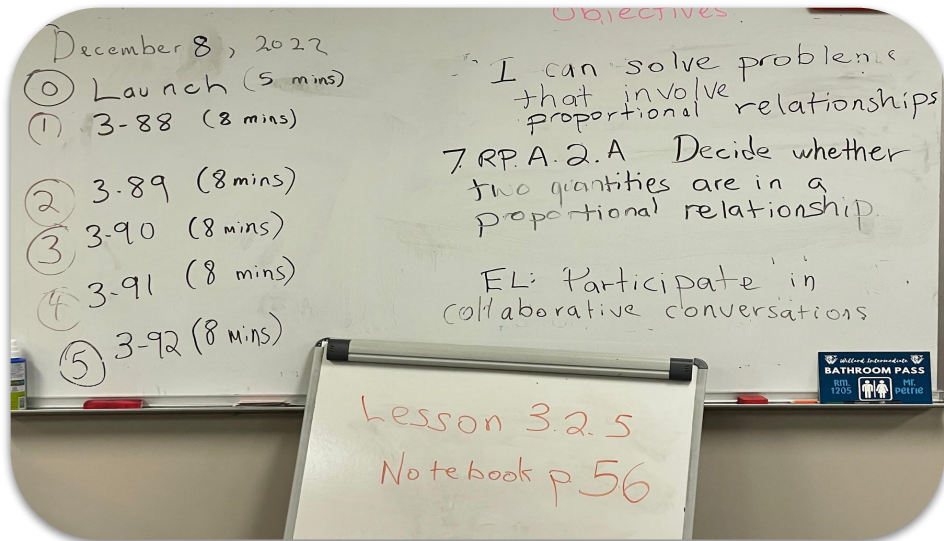 December 8, 2022
⓪ Launch (5 mins)
① 3-88 (8 mins)
② 3-89 (8 mins)
③ 3-90 (8 mins)
④ 3-91 (8 mins)
⑤ 3-92 (8 mins)
Objectives
I can solve problems
that involve
proportional relationships
7.RP.A.2.A Decide whether
two quantities are in a
proportional relationship.
EL: Participate in
collaborative conversations
Lesson 3.2.5
Notebook p. 56
Willard Intermediate
BATHROOM PASS
RM. 1205
Mr. Petrie